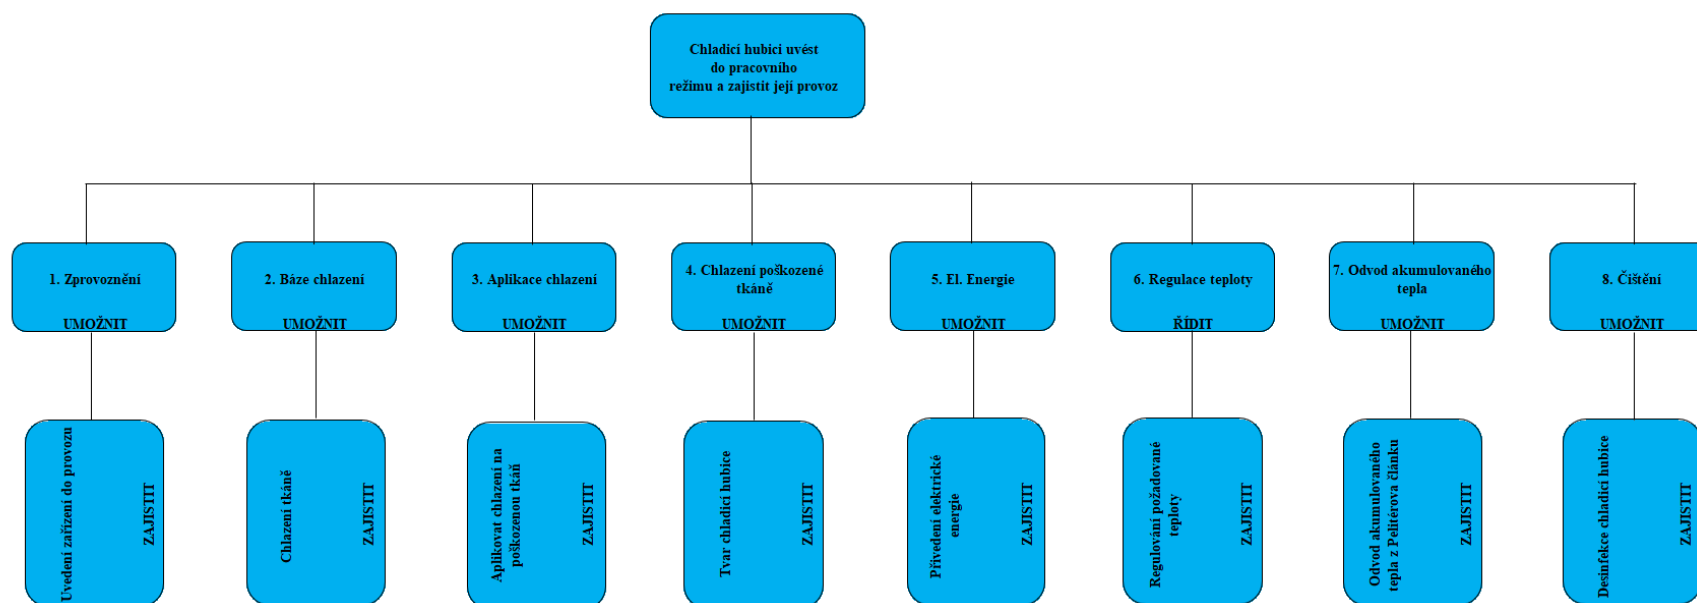 Chladicí hubici uvést
do pracovního
režimu a zajistit její provoz
1. Zprovoznění
UMOŽNIT
2. Báze chlazení
UMOŽNIT
3. Aplikace chlazení
UMOŽNIT
4. Chlazení poškozené
tkáně
UMOŽNIT
5. El. Energie
UMOŽNIT
6. Regulace teploty
ŘÍDIT
7. Odvod akumulovaného
tepla
UMOŽNIT
8. Čištění
UMOŽNIT
Uvedení zařízení do provozu
ZAJISTIT
Chlazení tkáně
ZAJISTIT
Aplikovat chlazení na
poškozenou tkáň
ZAJISTIT
Tvar chladící hubice
ZAJISTIT
Přivedení elektrické
energie
ZAJISTIT
Regulování požadované
teploty
ZAJISTIT
Odvod akumulovaného
tepla z Pelitérova článku
ZAJISTIT
Desinfekce chladící hubice
ZAJISTIT